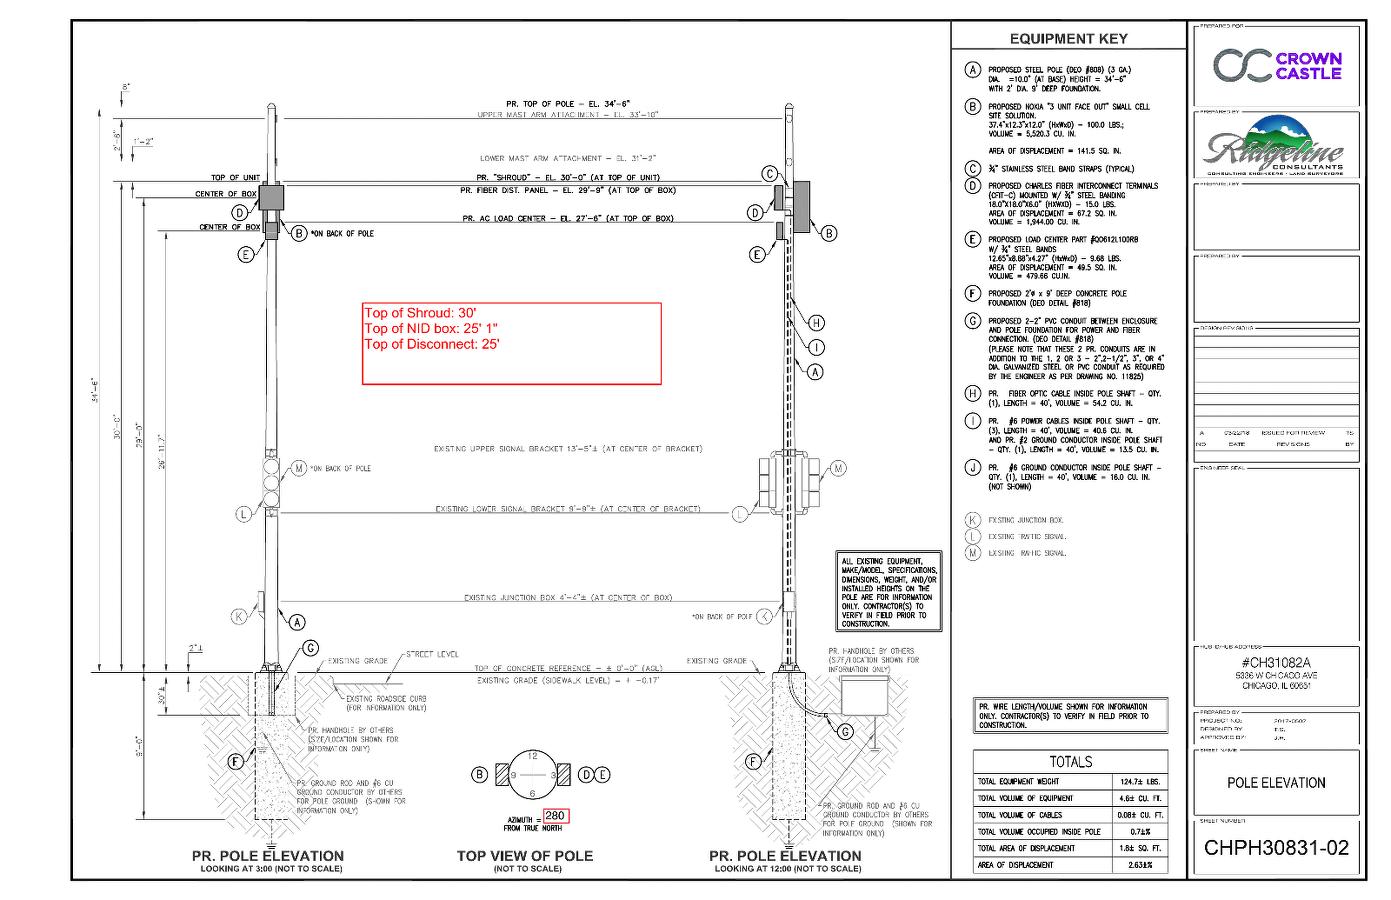 6"
2'-6"
1'-2"
PR. TOP OF POLE - EL. 34'-6"
UPPER MAST ARM ATTACHMENT - EL. 33'-10"
LOWER MAST ARM ATTACHMENT - EL. 31'-2"
TOP OF UNIT
PR. "SHROUD" - EL. 30'-0" (AT TOP OF UNIT)
CENTER OF BOX
PR. FIBER DIST. PANEL - EL. 29'-9" (AT TOP OF BOX)
PR. AC LOAD CENTER - EL. 27'-6" (AT TOP OF BOX)
CENTER OF BOX
D
B
*ON BACK OF POLE
E
C
D
B
E
Top of Shroud: 30'
Top of NID box: 25' 1"
Top of Disconnect: 25'
H
I
A
34'-6"
30'-0"
29'-0"
26'-11.7"
EXISTING UPPER SIGNAL BRACKET 13'-5"± (AT CENTER OF BRACKET)
M
*ON BACK OF POLE
M
L
EXISTING LOWER SIGNAL BRACKET 9'-9"± (AT CENTER OF BRACKET)
L
ALL EXISTING EQUIPMENT,
MAKE/MODEL, SPECIFICATIONS,
DIMENSIONS, WEIGHT, AND/OR
INSTALLED HEIGHTS ON THE
POLE ARE FOR INFORMATION
ONLY. CONTRACTOR(S) TO
VERIFY IN FIELD PRIOR TO
CONSTRUCTION.
EXISTING JUNCTION BOX 4'-4"± (AT CENTER OF BOX)
K
A
*ON BACK OF POLE
K
G
2"±
EXISTING GRADE
STREET LEVEL
TOP OF CONCRETE REFERENCE - ± 0'-0" (AGL)
EXISTING GRADE (SIDEWALK LEVEL) = ± -0.17'
EXISTING GRADE
PR. HANDHOLE BY OTHERS
(SIZE/LOCATION SHOWN FOR
INFORMATION ONLY)
30"±
EXISTING ROADSIDE CURB
(FOR INFORMATION ONLY)
PR. HANDHOLE BY OTHERS
(SIZE/LOCATION SHOWN FOR
INFORMATION ONLY)
G
9'-0"
F
F
PR. GROUND ROD AND #6 CU
GROUND CONDUCTOR BY OTHERS
FOR POLE GROUND (SHOWN FOR
INFORMATION ONLY)
12
B
9
3
D
E
6
AZIMUTH = 280
FROM TRUE NORTH
PR. GROUND ROD AND #6 CU
GROUND CONDUCTOR BY OTHERS
FOR POLE GROUND (SHOWN FOR
INFORMATION ONLY)
PR. POLE ELEVATION
LOOKING AT 3:00 (NOT TO SCALE)
TOP VIEW OF POLE
(NOT TO SCALE)
PR. POLE ELEVATION
LOOKING AT 12:00 (NOT TO SCALE)
EQUIPMENT KEY
A PROPOSED STEEL POLE (DEO #808) (3 GA.)
DIA. =10.0" (AT BASE) HEIGHT = 34'-6"
WITH 2' DIA. 9' DEEP FOUNDATION.
B PROPOSED NOKIA "3 UNIT FACE OUT" SMALL CELL
SITE SOLUTION.
37.4"x12.3"x12.0" (HxWxD) - 100.0 LBS.;
VOLUME = 5,520.3 CU. IN.
AREA OF DISPLACEMENT = 141.5 SQ. IN.
C ¾" STAINLESS STEEL BAND STRAPS (TYPICAL)
D PROPOSED CHARLES FIBER INTERCONNECT TERMINALS
(CFIT-C) MOUNTED W/ ¾" STEEL BANDING
18.0"X18.0"X6.0" (HXWXD) - 15.0 LBS.
AREA OF DISPLACEMENT = 67.2 SQ. IN.
VOLUME = 1,944.00 CU. IN.
E PROPOSED LOAD CENTER PART #QO612L100RB
W/ ¾" STEEL BANDS
12.65"x8.88"x4.27" (HxWxD) - 9.68 LBS.
AREA OF DISPLACEMENT = 49.5 SQ. IN.
VOLUME = 479.66 CU.IN.
F PROPOSED 2'ø x 9' DEEP CONCRETE POLE
FOUNDATION (DEO DETAIL #818)
G PROPOSED 2-2" PVC CONDUIT BETWEEN ENCLOSURE
AND POLE FOUNDATION FOR POWER AND FIBER
CONNECTION. (DEO DETAIL #818)
(PLEASE NOTE THAT THESE 2 PR. CONDUITS ARE IN
ADDITION TO THE 1, 2 OR 3 - 2",2-1/2", 3", OR 4"
DIA. GALVANIZED STEEL OR PVC CONDUIT AS REQUIRED
BY THE ENGINEER AS PER DRAWING NO. 11825)
H PR. FIBER OPTIC CABLE INSIDE POLE SHAFT - QTY.
(1), LENGTH = 40', VOLUME = 54.2 CU. IN.
I PR. #6 POWER CABLES INSIDE POLE SHAFT - QTY.
(3), LENGTH = 40', VOLUME = 40.6 CU. IN.
AND PR. #2 GROUND CONDUCTOR INSIDE POLE SHAFT
- QTY. (1), LENGTH = 40', VOLUME = 13.5 CU. IN.
J PR. #6 GROUND CONDUCTOR INSIDE POLE SHAFT -
QTY. (1), LENGTH = 40', VOLUME = 16.0 CU. IN.
(NOT SHOWN)
K EXISTING JUNCTION BOX.
L EXISTING TRAFFIC SIGNAL.
M EXISTING TRAFFIC SIGNAL.
PR. WIRE LENGTH/VOLUME SHOWN FOR INFORMATION
ONLY. CONTRACTOR(S) TO VERIFY IN FIELD PRIOR TO
CONSTRUCTION.
TOTALS
TOTAL EQUIPMENT WEIGHT 124.7± LBS.
TOTAL VOLUME OF EQUIPMENT 4.6± CU. FT.
TOTAL VOLUME OF CABLES 0.08± CU. FT.
TOTAL VOLUME OCCUPIED INSIDE POLE 0.7±%
TOTAL AREA OF DISPLACEMENT 1.8± SQ. FT.
AREA OF DISPLACEMENT 2.63±%
PREPARED FOR
CROWN
CASTLE
PREPARED BY
Ridgeline
CONSULTANTS
CONSULTING ENGINEERS · LAND SURVEYORS
PREPARED BY
PREPARED BY
DESIGN REVISIONS
A 03/22/18 ISSUED FOR REVIEW TS
NO DATE REVISIONS BY
ENGINEER SEAL
HUB ID/HUB ADDRESS
#CH31082A
5336 W CHICAGO AVE
CHICAGO, IL 60651
PREPARED BY
PROJECT NO.:
DESIGNED BY:
APPROVED BY:
SHEET NAME
POLE ELEVATION
SHEET NUMBER
CHPH30831-02